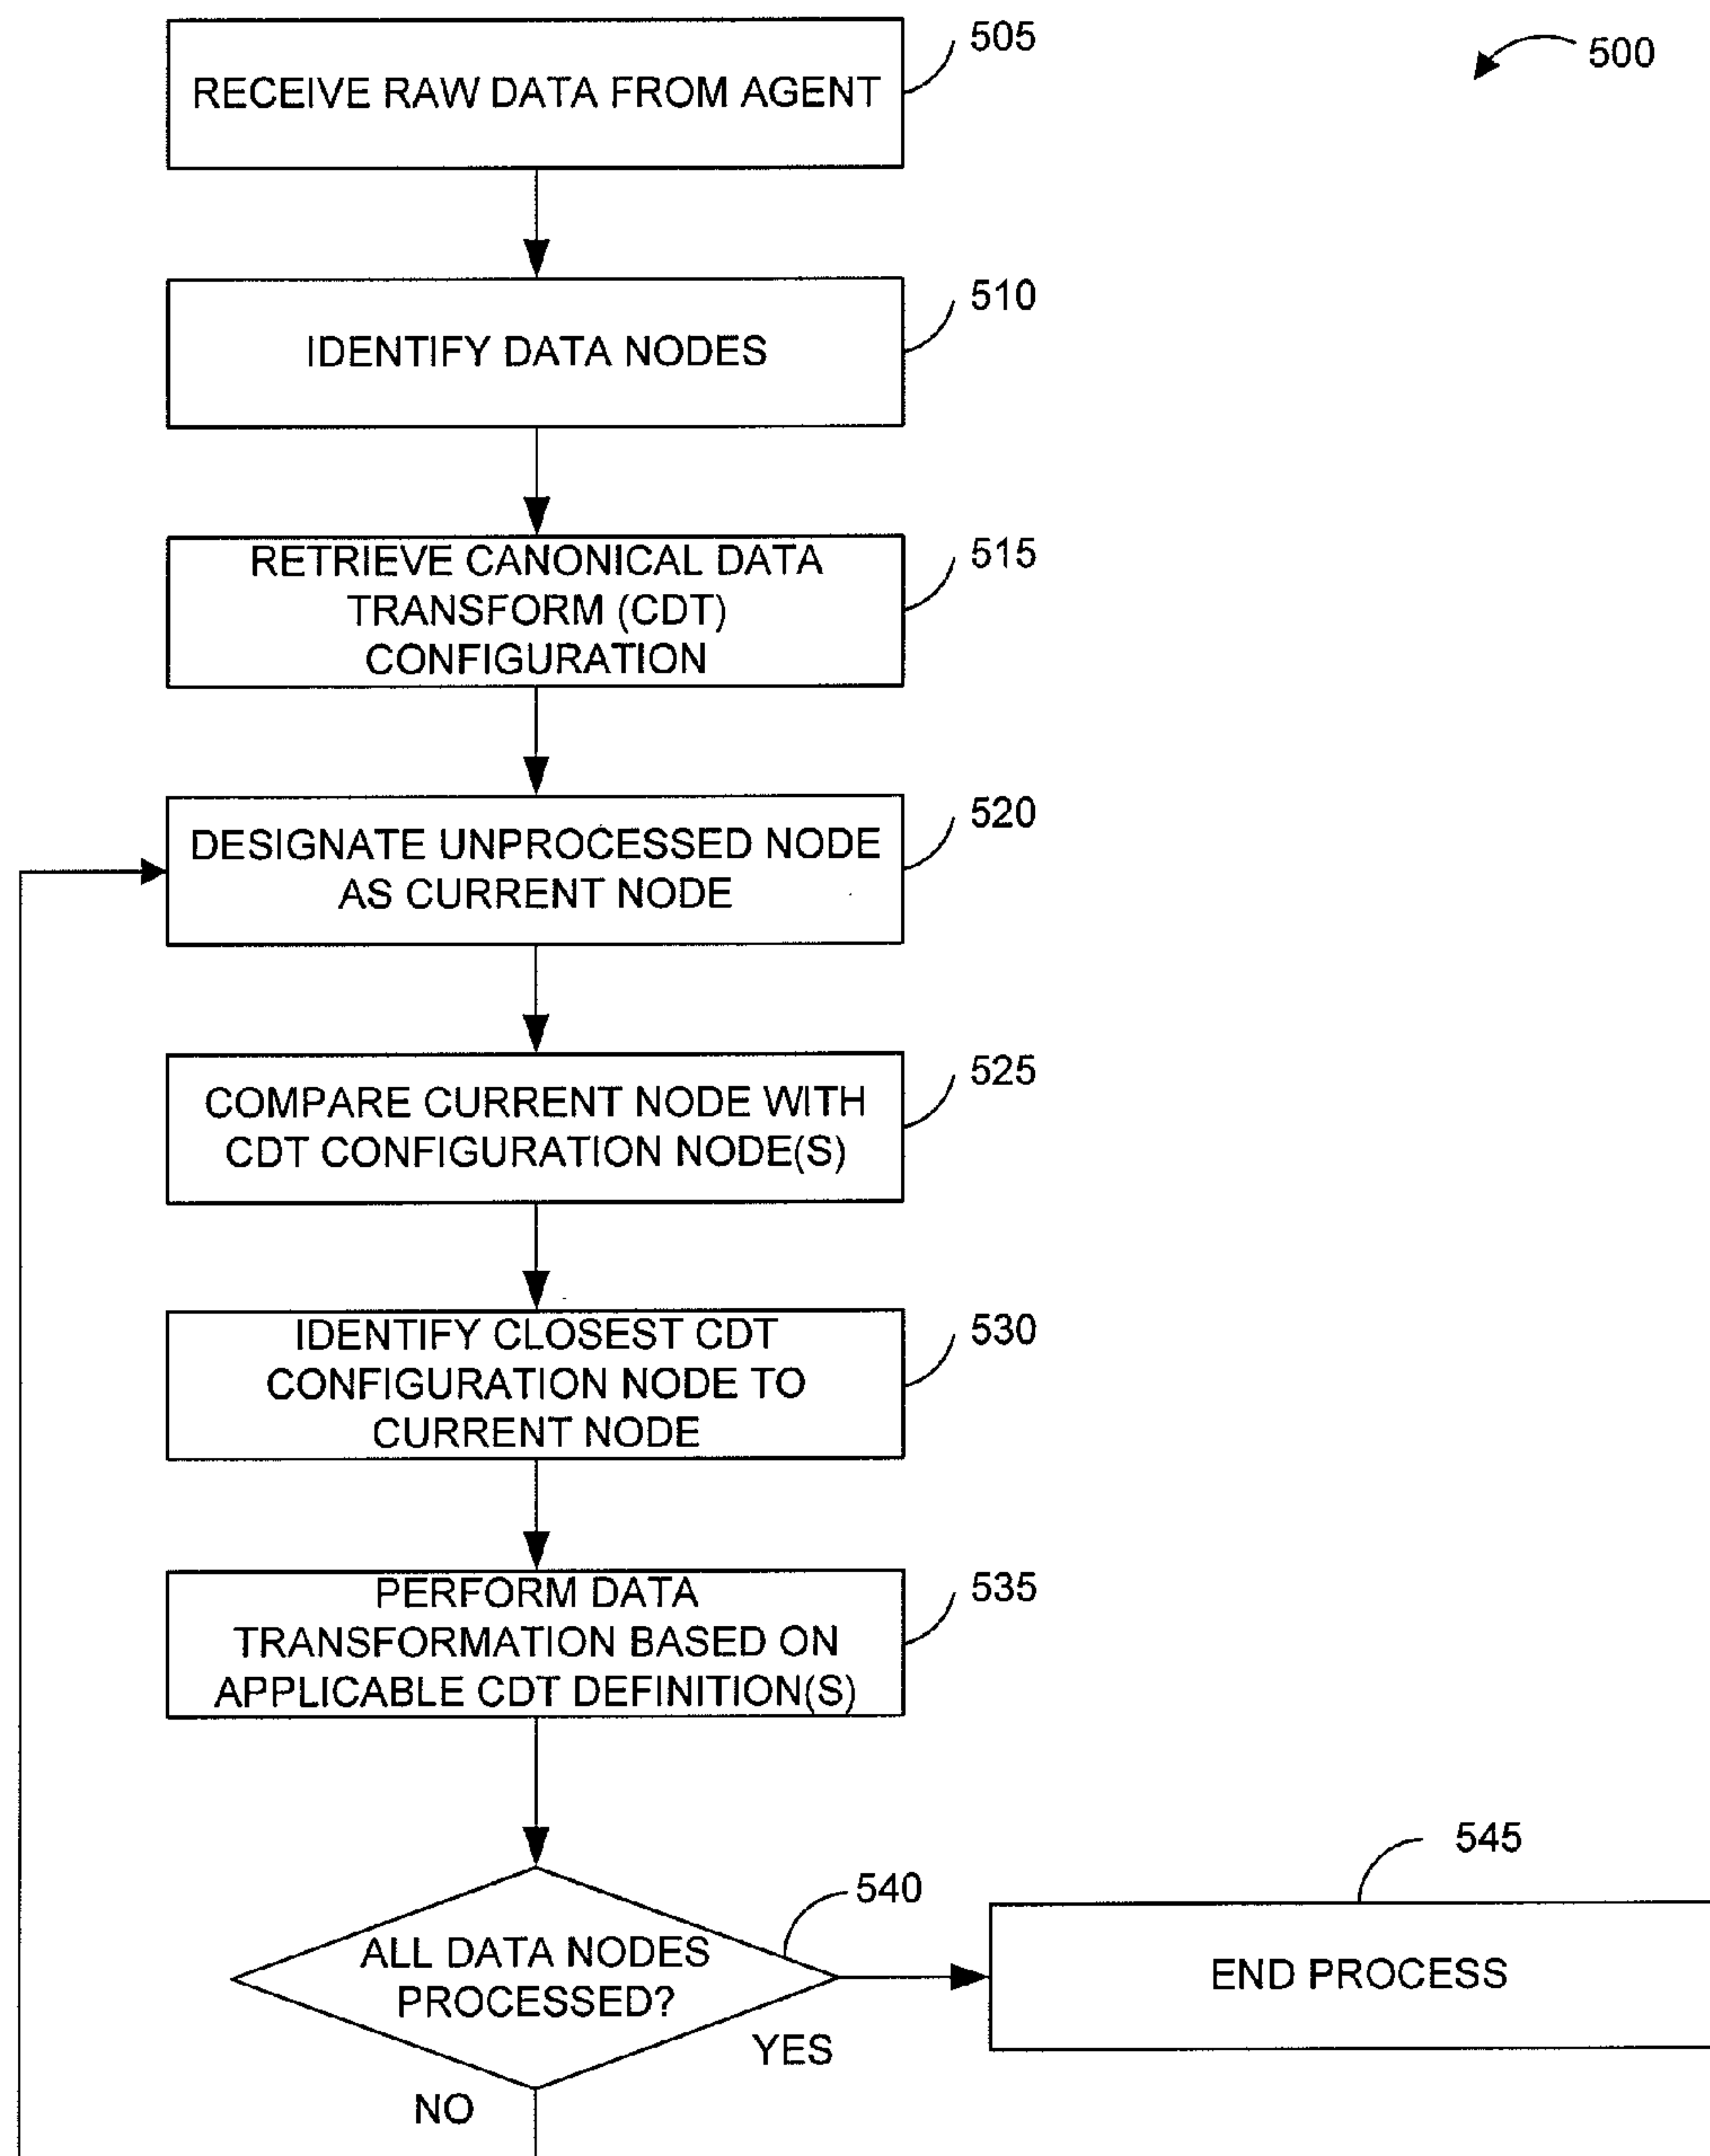 505
500
RECEIVE RAW DATA FROM AGENT
510
IDENTIFY DATA NODES
515
RETRIEVE CANONICAL DATA
TRANSFORM (CDT)
CONFIGURATION
520
DESIGNATE UNPROCESSED NODE
AS CURRENT NODE
525
COMPARE CURRENT NODE WITH
CDT CONFIGURATION NODE(S)
530
IDENTIFY CLOSEST CDT
CONFIGURATION NODE TO
CURRENT NODE
535
PERFORM DATA
TRANSFORMATION BASED ON
APPLICABLE CDT DEFINITION(S)
545
540
ALL DATA NODES
PROCESSED?
END PROCESS
YES
NO